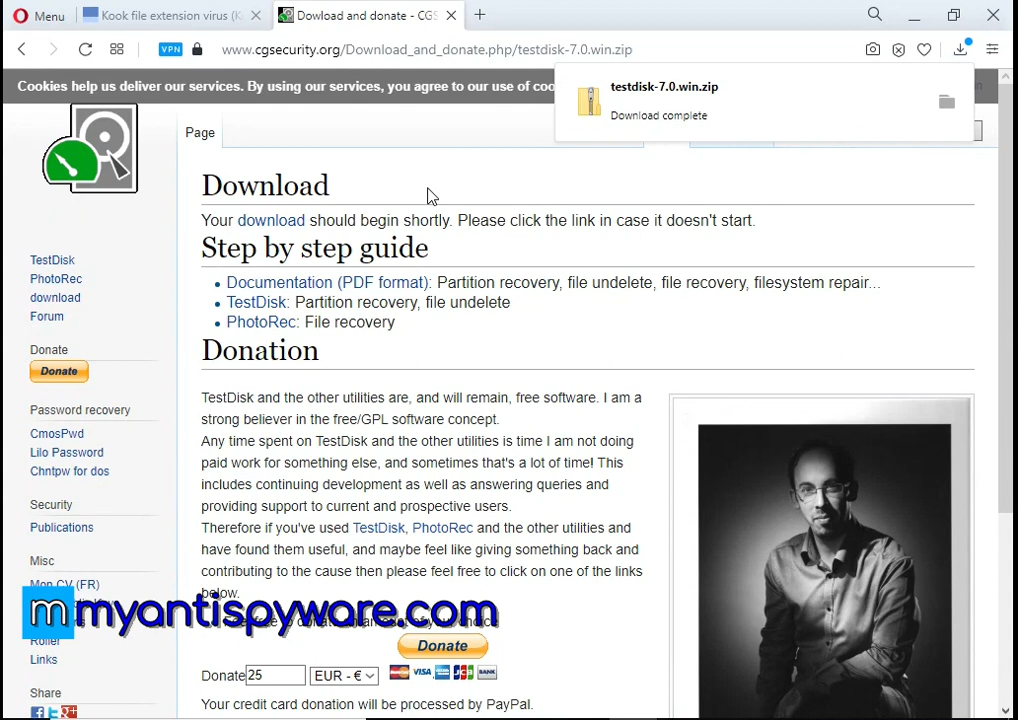 Menu
Kook file extension virus (K
Dowload and donate - CGS
VPN
www.cgsecurity.org/Download_and_donate.php/testdisk-7.0.win.zip
Cookies help us deliver our services. By using our services, you agree to our use of coo
testdisk-7.0.win.zip
Download complete
Page
Download
Your download should begin shortly. Please click the link in case it doesn't start.
Step by step guide
Documentation (PDF format): Partition recovery, file undelete, file recovery, filesystem repair...
TestDisk: Partition recovery, file undelete
PhotoRec: File recovery
TestDisk
PhotoRec
download
Forum
Donate
Donate
Password recovery
CmosPwd
Lilo Password
Chntpw for dos
Security
Publications
Misc
Mon CV (FR)
Roller
Links
Share
Donation
TestDisk and the other utilities are, and will remain, free software. I am a
strong believer in the free/GPL software concept.
Any time spent on TestDisk and the other utilities is time I am not doing
paid work for something else, and sometimes that's a lot of time! This
includes continuing development as well as answering queries and
providing support to current and prospective users.
Therefore if you've used TestDisk, PhotoRec and the other utilities and
have found them useful, and maybe feel like giving something back and
contributing to the cause then please feel free to click on one of the links
below.
m myantispyware.com
Donate
Donate 25 EUR - €
VISA JCB BANK
Your credit card donation will be processed by PayPal.